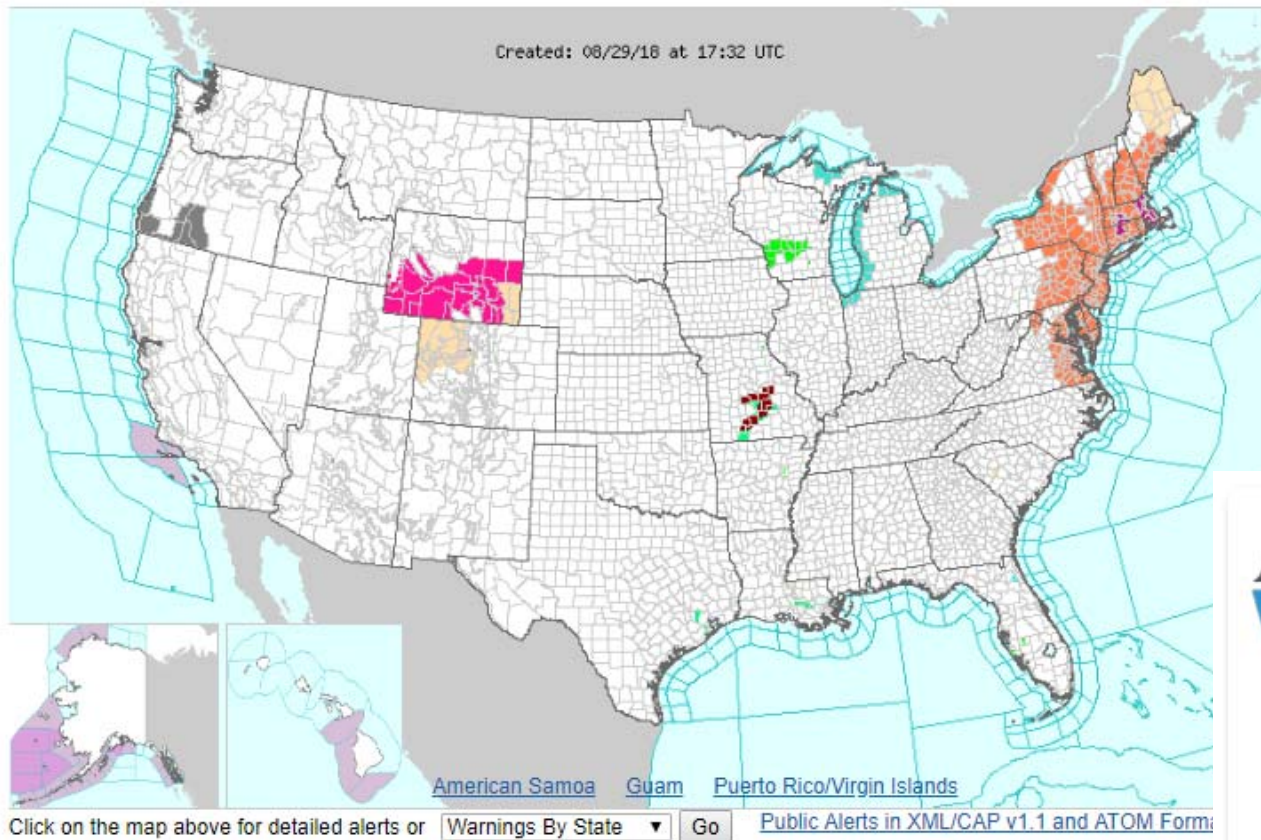 Created: 08/29/18 at 17:32 UTC
American Samoa Guam Puerto Rico/Virgin Islands
Click on the map above for detailed alerts or Warnings By State ▼ Go Public Alerts in XML/CAP v1.1 and ATOM Forma